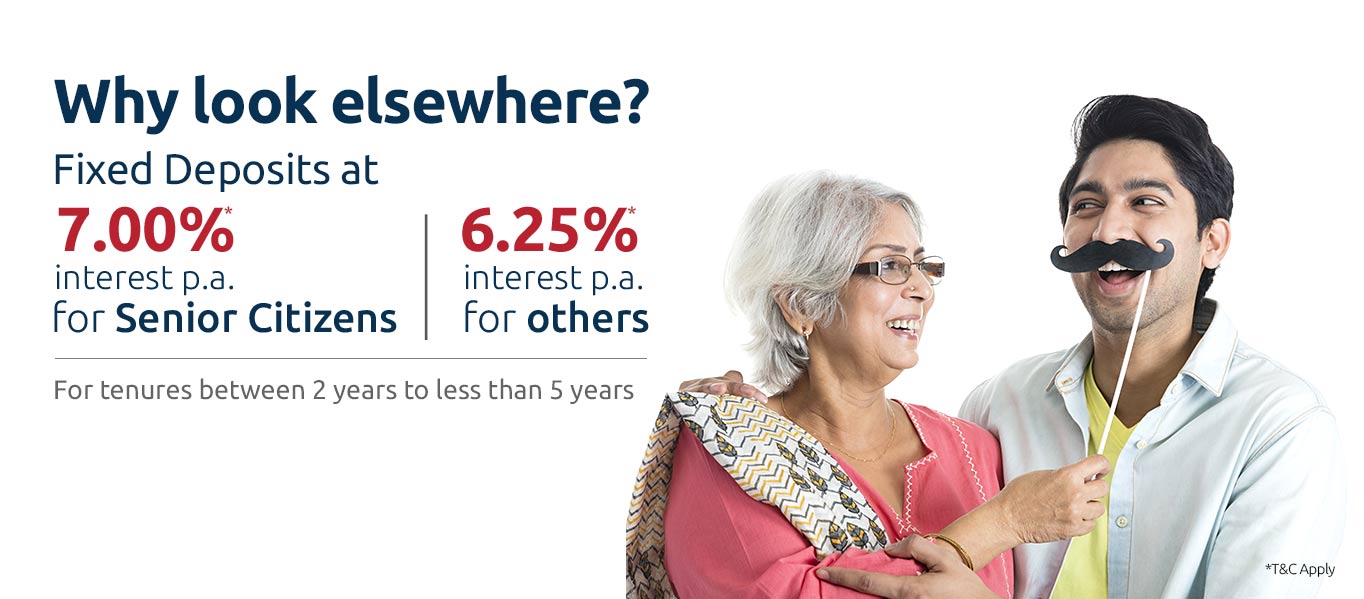 Why look elsewhere?
Fixed Deposits at
7.00%*
interest p.a.
for Senior Citizens
6.25%*
interest p.a.
for others
For tenures between 2 years to less than 5 years
*T&C Apply